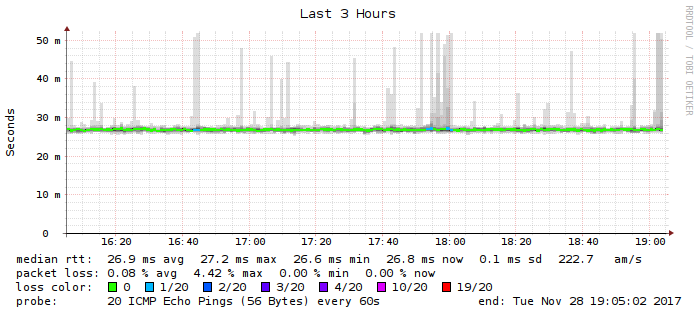 Last 3 Hours
RRDTOOL / TOBI OETIKER
Seconds
50 m
40 m
30 m
20 m
10 m
0
16:20 16:40 17:00 17:20 17:40 18:00 18:20 18:40 19:00
median rtt: 26.9 ms avg 27.2 ms max 26.6 ms min 26.8 ms now 0.1 ms sd 222.7 am/s
packet loss: 0.08 % avg 4.42 % max 0.00 % min 0.00 % now
loss color: 0 1/20 2/20 3/20 4/20 10/20 19/20
probe: 20 ICMP Echo Pings (56 Bytes) every 60s end: Tue Nov 28 19:05:02 2017